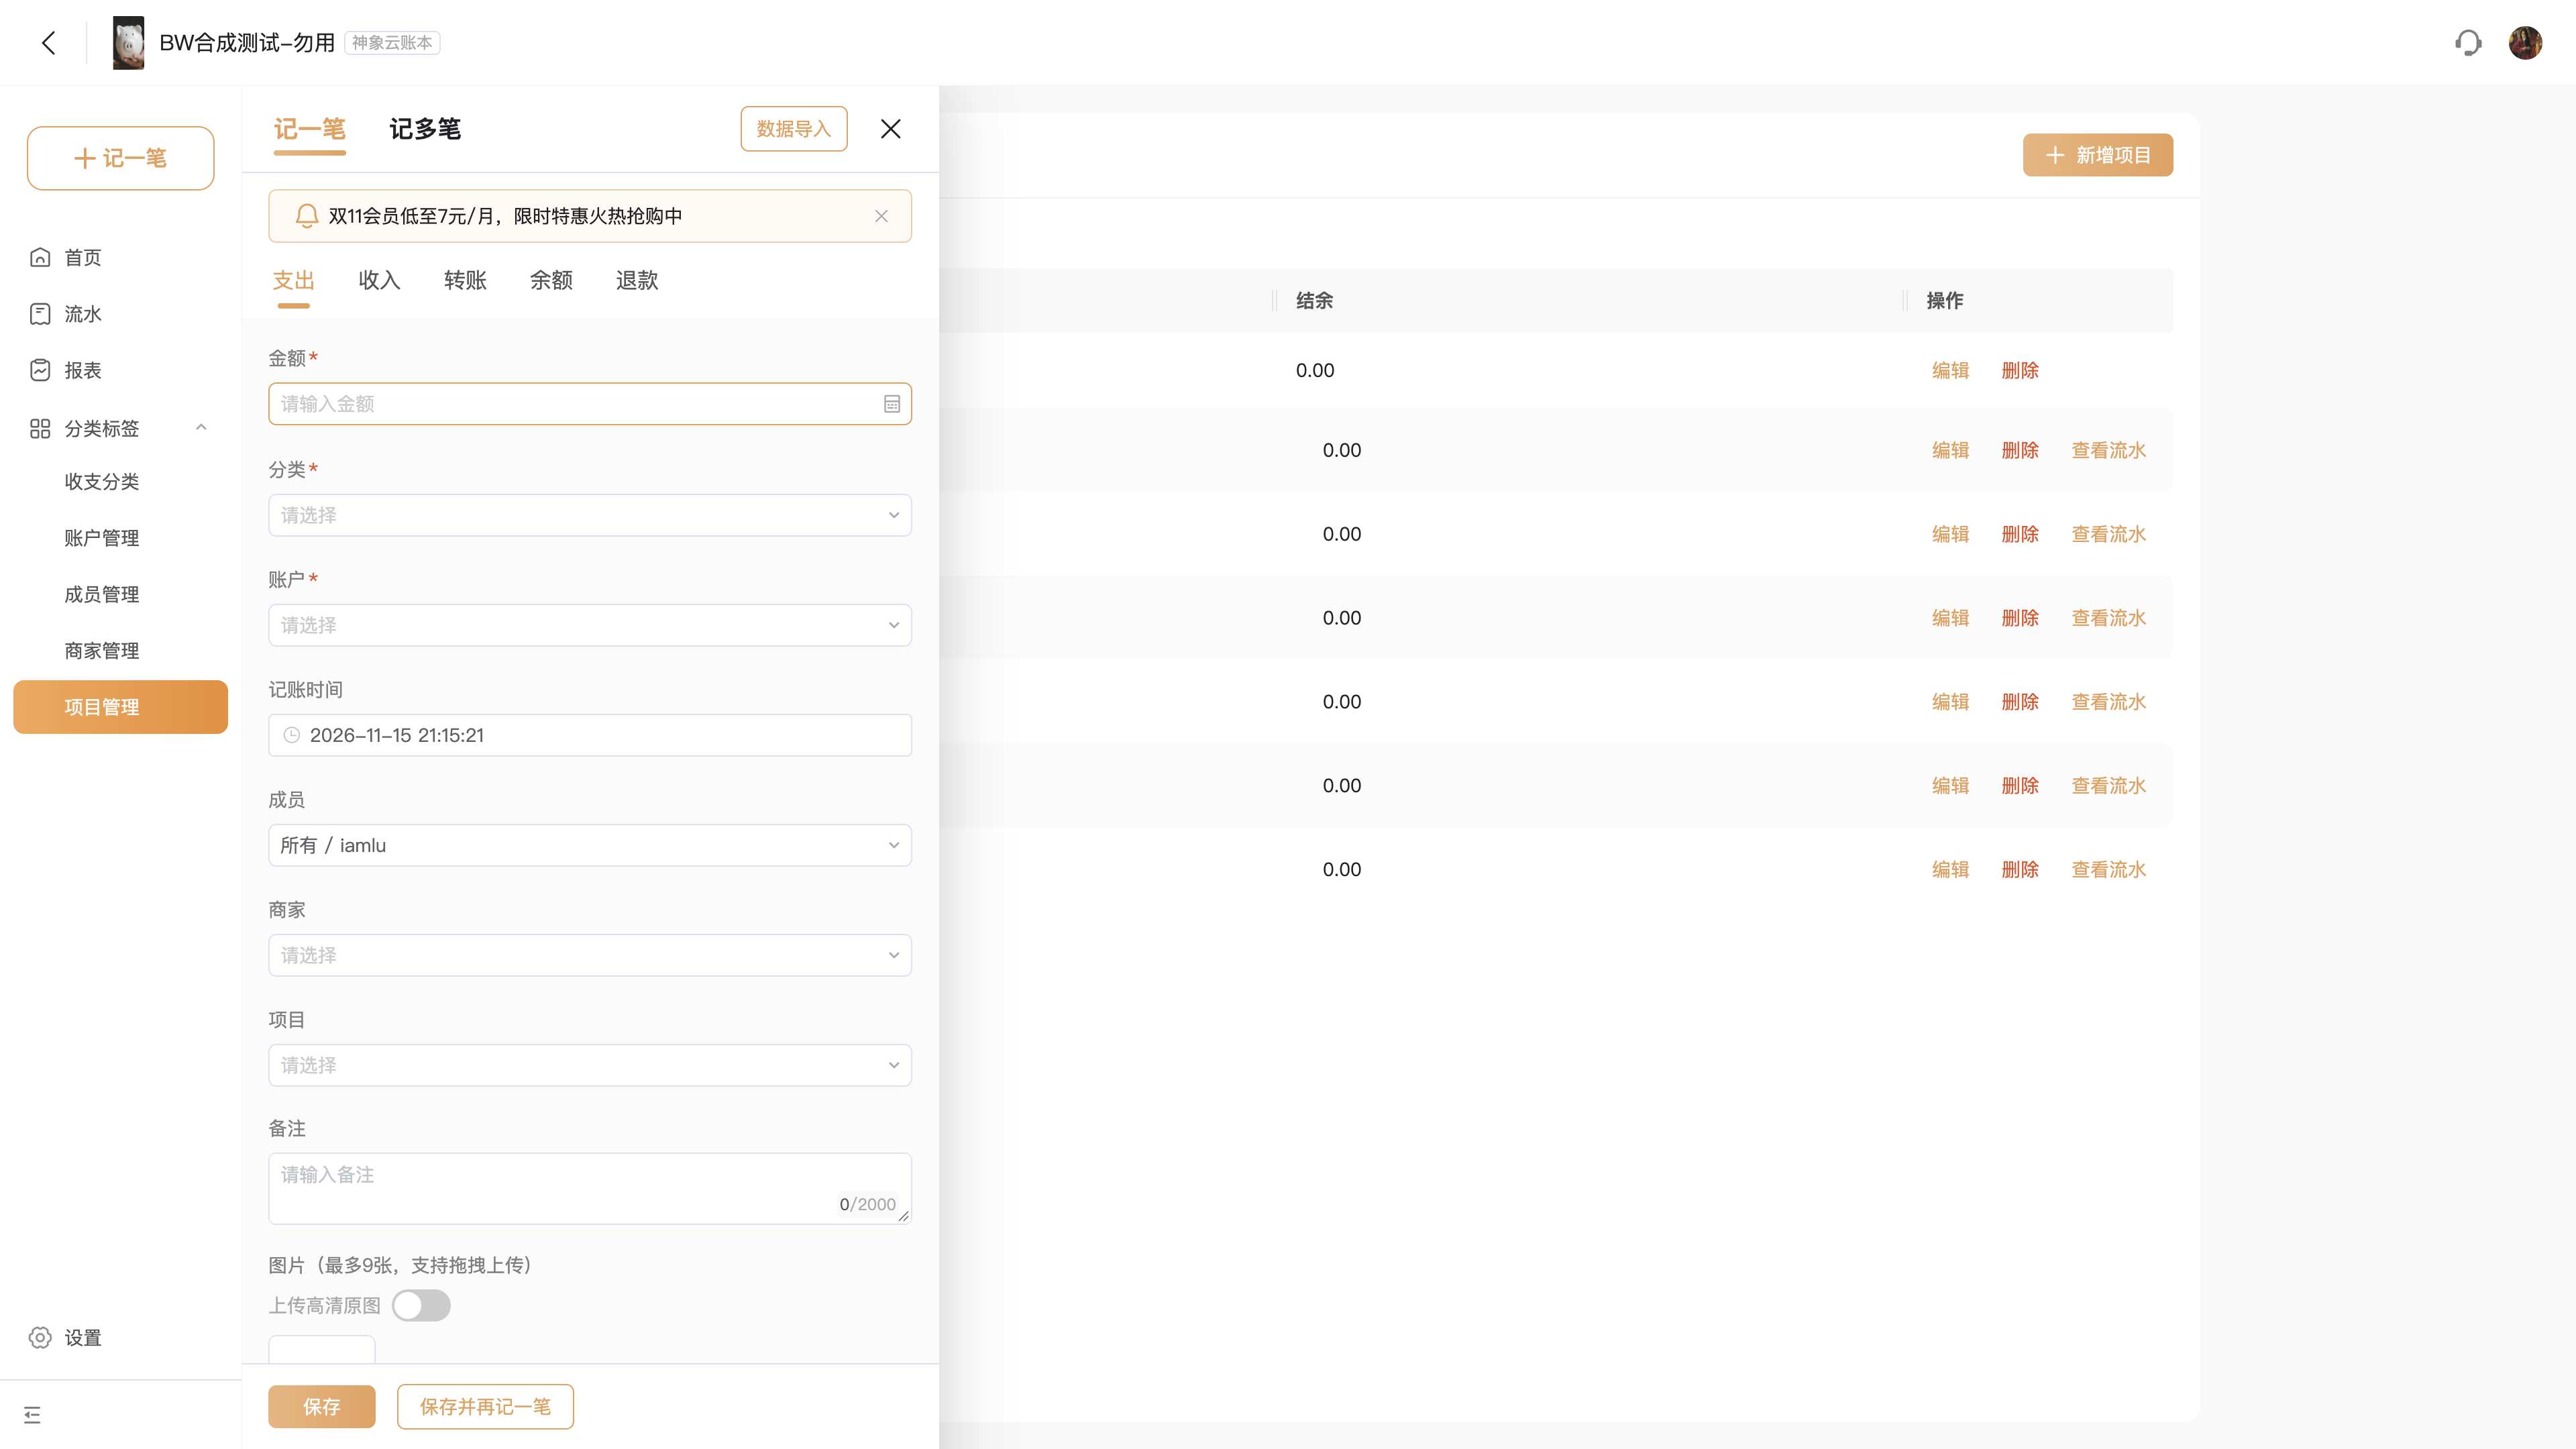 BW合成测试-勿用 神象云账本
记一笔
首页
流水
报表
分类标签
收支分类
账户管理
成员管理
商家管理
项目管理
设置
记一笔 记多笔 数据导入
双11会员低至7元/月，限时特惠火热抢购中
支出 收入 转账 余额 退款
金额*
请输入金额
分类*
请选择
账户*
请选择
记账时间
2026-11-15 21:15:21
成员
所有 / iamlu
商家
请选择
项目
请选择
备注
请输入备注
0/2000
图片（最多9张，支持拖拽上传）
上传高清原图
保存 保存并再记一笔
新增项目
结余 操作
0.00 编辑 删除
0.00 编辑 删除 查看流水
0.00 编辑 删除 查看流水
0.00 编辑 删除 查看流水
0.00 编辑 删除 查看流水
0.00 编辑 删除 查看流水
0.00 编辑 删除 查看流水